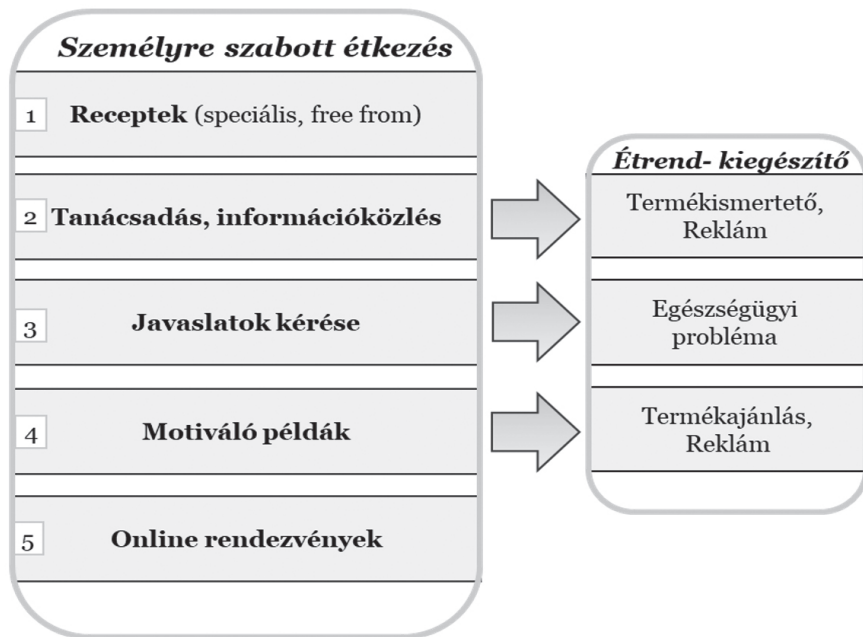 Személyre szabott étkezés
1 Receptek (speciális, free from)
2 Tanácsadás, információközlés
3 Javaslatok kérése
4 Motiváló példák
5 Online rendezvények
Étrend- kiegészítő
Termékismertető,
Reklám
Egészségügyi
probléma
Termékajánlás,
Reklám